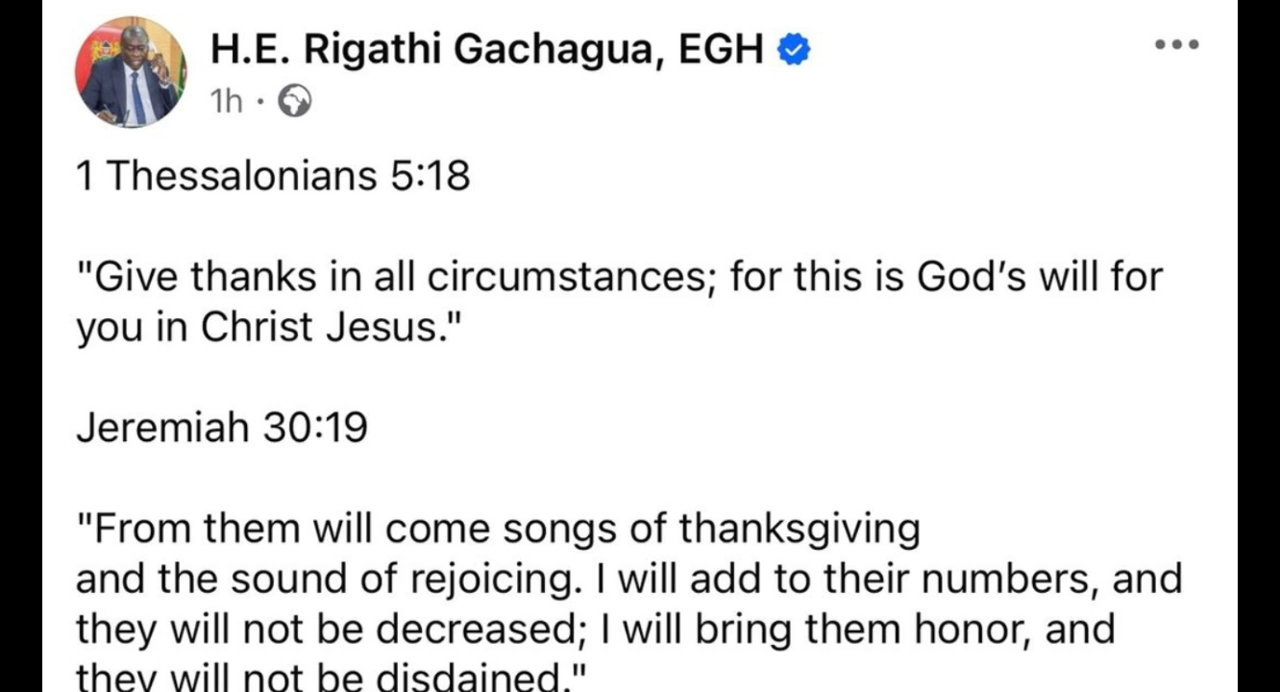 H.E. Rigathi Gachagua, EGH
1h ·
1 Thessalonians 5:18
"Give thanks in all circumstances; for this is God’s will for
you in Christ Jesus."
Jeremiah 30:19
"From them will come songs of thanksgiving
and the sound of rejoicing. I will add to their numbers, and
they will not be decreased; I will bring them honor, and
they will not be disdained."